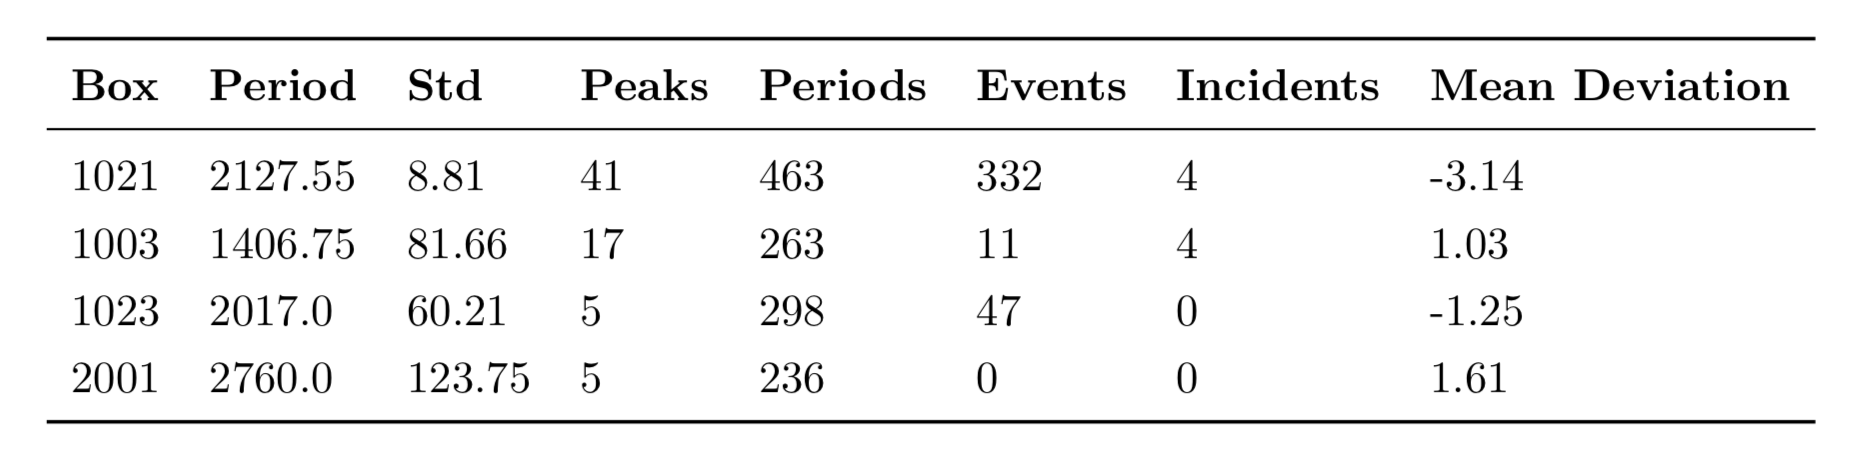 Box Period Std Peaks Periods Events Incidents Mean Deviation
1021 2127.55 8.81 41 463 332 4 -3.14
1003 1406.75 81.66 17 263 11 4 1.03
1023 2017.0 60.21 5 298 47 0 -1.25
2001 2760.0 123.75 5 236 0 0 1.61